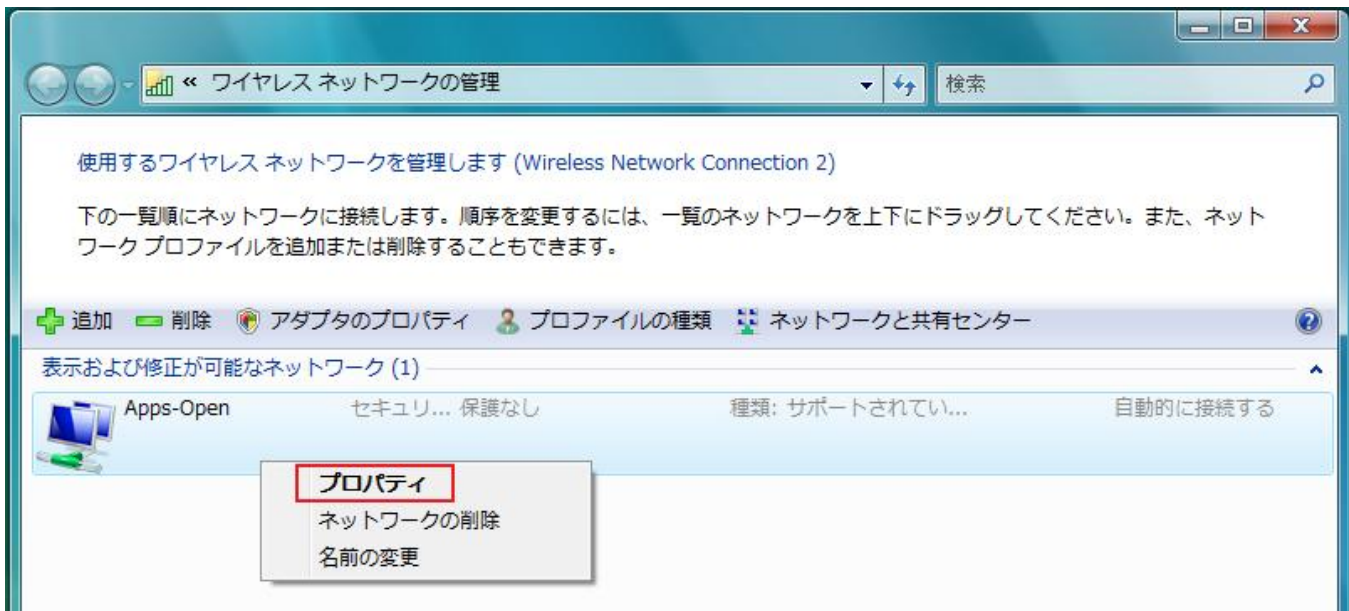 « ワイヤレス ネットワークの管理
検索
使用するワイヤレス ネットワークを管理します (Wireless Network Connection 2)
下の一覧順にネットワークに接続します。順序を変更するには、一覧のネットワークを上下にドラッグしてください。また、ネット
ワーク プロファイルを追加または削除することもできます。
追加 削除 アダプタのプロパティ プロファイルの種類 ネットワークと共有センター
表示および修正が可能なネットワーク (1)
Apps-Open セキュリ... 保護なし 種類: サポートされてい... 自動的に接続する
プロパティ
ネットワークの削除
名前の変更